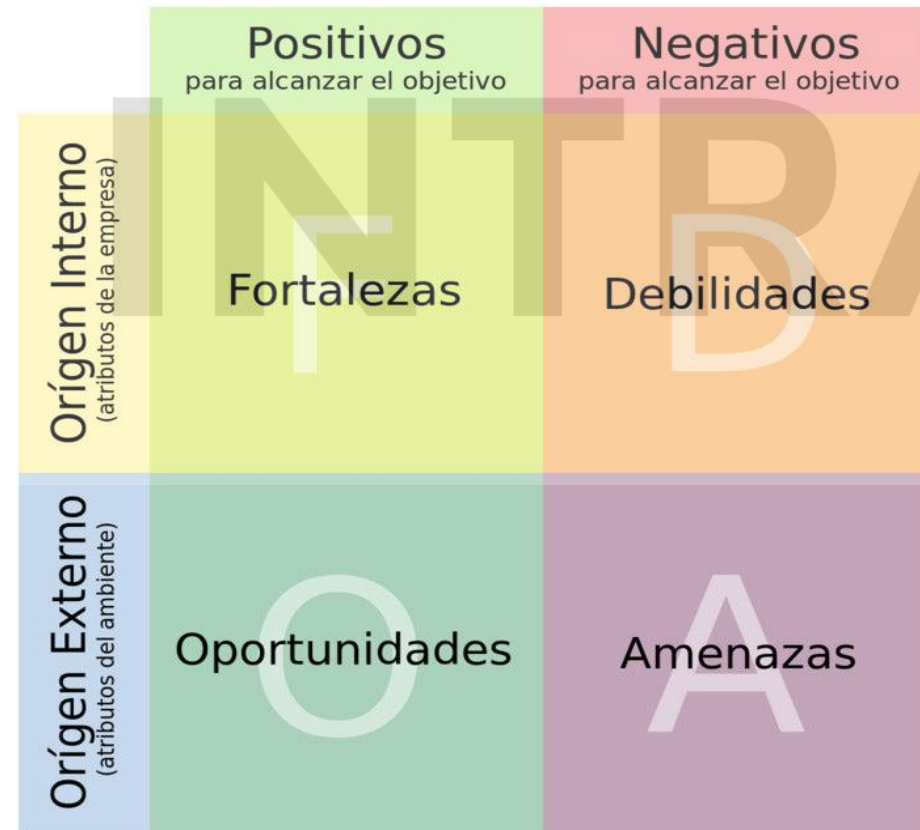 Positivos
para alcanzar el objetivo
Negativos
para alcanzar el objetivo
INTRA
Orígen Interno
(atributos de la empresa)
F
Fortalezas
D
Debilidades
Orígen Externo
(atributos del ambiente)
O
Oportunidades
A
Amenazas